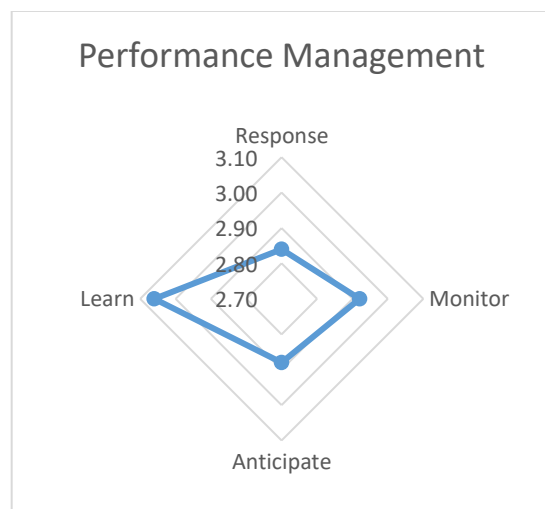 Performance Management
Response
3.10
3.00
2.90
2.80
Learn
2.70
Monitor
Anticipate